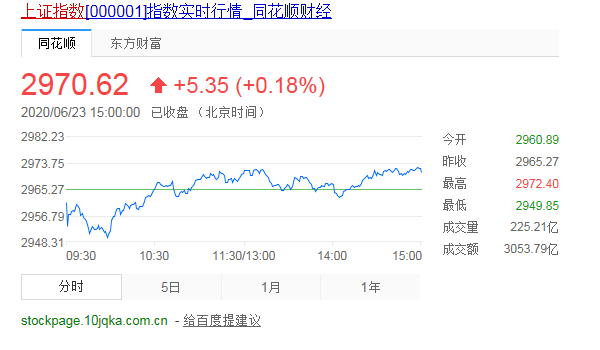 上证指数[000001]指数实时行情_同花顺财经
同花顺 东方财富
2970.62 +5.35 (+0.18%)
2020/06/23 15:00:00 已收盘 （北京时间）
2982.23
2973.75
2965.27
2956.79
2948.31
09:30 10:30 11:30/13:00 14:00 15:00
今开 2960.89
昨收 2965.27
最高 2972.40
最低 2949.85
成交量 225.21亿
成交额 3053.79亿
分时 5日 1月 1年
stockpage.10jqka.com.cn - 给百度提建议